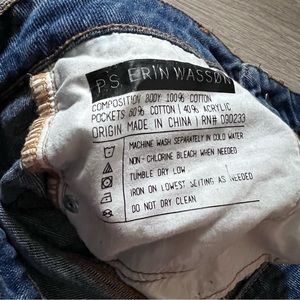 P.S. ERIN WASSON
COMPOSITION BODY 100% COTTON
POCKETS 60% COTTON | 40% ACRYLIC
ORIGIN MADE IN CHINA | RN# 090233
MACHINE WASH SEPARATELY IN COLD WATER
NON - CHLORINE BLEACH WHEN NEEDED
TUMBLE DRY LOW
IRON ON LOWEST SETTING AS NEEDED
DO NOT DRY CLEAN